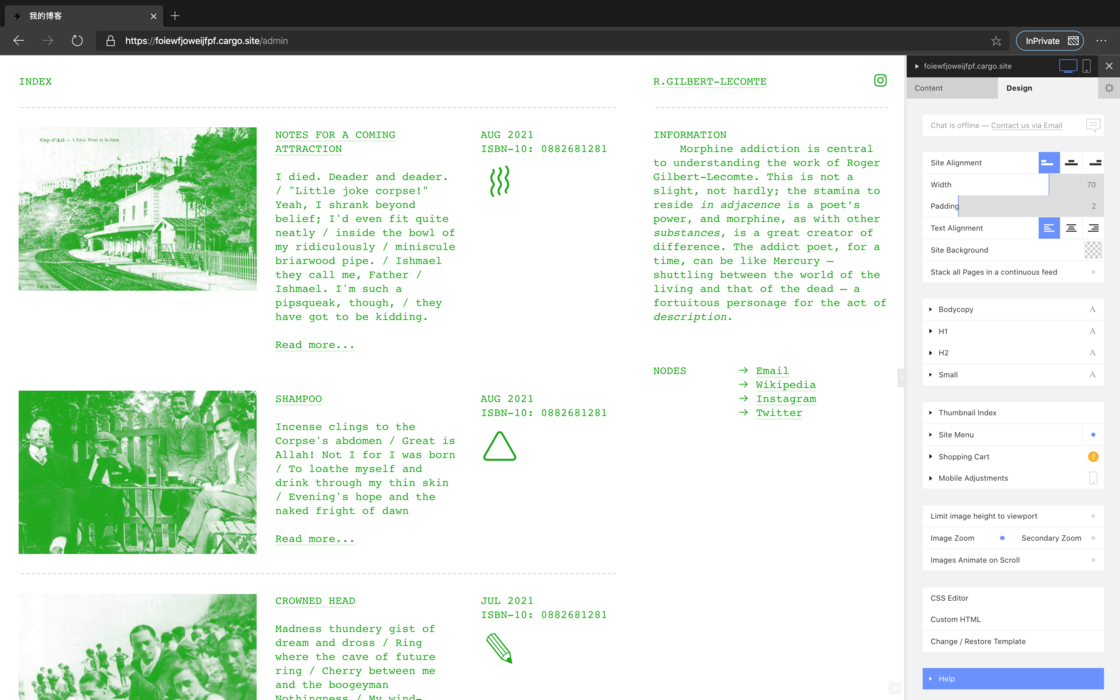 我的博客
https://foiewfjoweijfpf.cargo.site/admin
InPrivate
INDEX
R.GILBERT-LECOMTE
Cap-d'Ail
NOTES FOR A COMING
ATTRACTION
I died. Deader and deader.
/ "Little joke corpse!"
Yeah, I shrank beyond
belief; I'd even fit quite
neatly / inside the bowl of
my ridiculously / miniscule
briarwood pipe. / Ishmael
they call me, Father /
Ishmael. I'm such a
pipsqueak, though, / they
have got to be kidding.
Read more...
AUG 2021
ISBN-10: 0882681281
SHAMPOO
Incense clings to the
Corpse's abdomen / Great is
Allah! Not I for I was born
/ To loathe myself and
drink through my thin skin
/ Evening's hope and the
naked fright of dawn
Read more...
AUG 2021
ISBN-10: 0882681281
CROWNED HEAD
Madness thundery gist of
dream and dross / Ring
where the cave of future
ring / Cherry between me
and the boogeyman
Nothingness / My wind-
JUL 2021
ISBN-10: 0882681281
INFORMATION
Morphine addiction is central
to understanding the work of Roger
Gilbert-Lecomte. This is not a
slight, not hardly; the stamina to
reside in adjacence is a poet's
power, and morphine, as with other
substances, is a great creator of
difference. The addict poet, for a
time, can be like Mercury —
shuttling between the world of the
living and that of the dead — a
fortuitous personage for the act of
description.
NODES
→ Email
→ Wikipedia
→ Instagram
→ Twitter
foiewfjoweijfpf.cargo.site
Content
Design
Chat is offline — Contact us via Email
Site Alignment
Width 70
Padding 2
Text Alignment
Site Background
Stack all Pages in a continuous feed
Bodycopy A
H1 A
H2 A
Small A
Thumbnail Index
Site Menu
Shopping Cart
Mobile Adjustments
Limit image height to viewport
Image Zoom
Secondary Zoom
Images Animate on Scroll
CSS Editor
Custom HTML
Change / Restore Template
Help